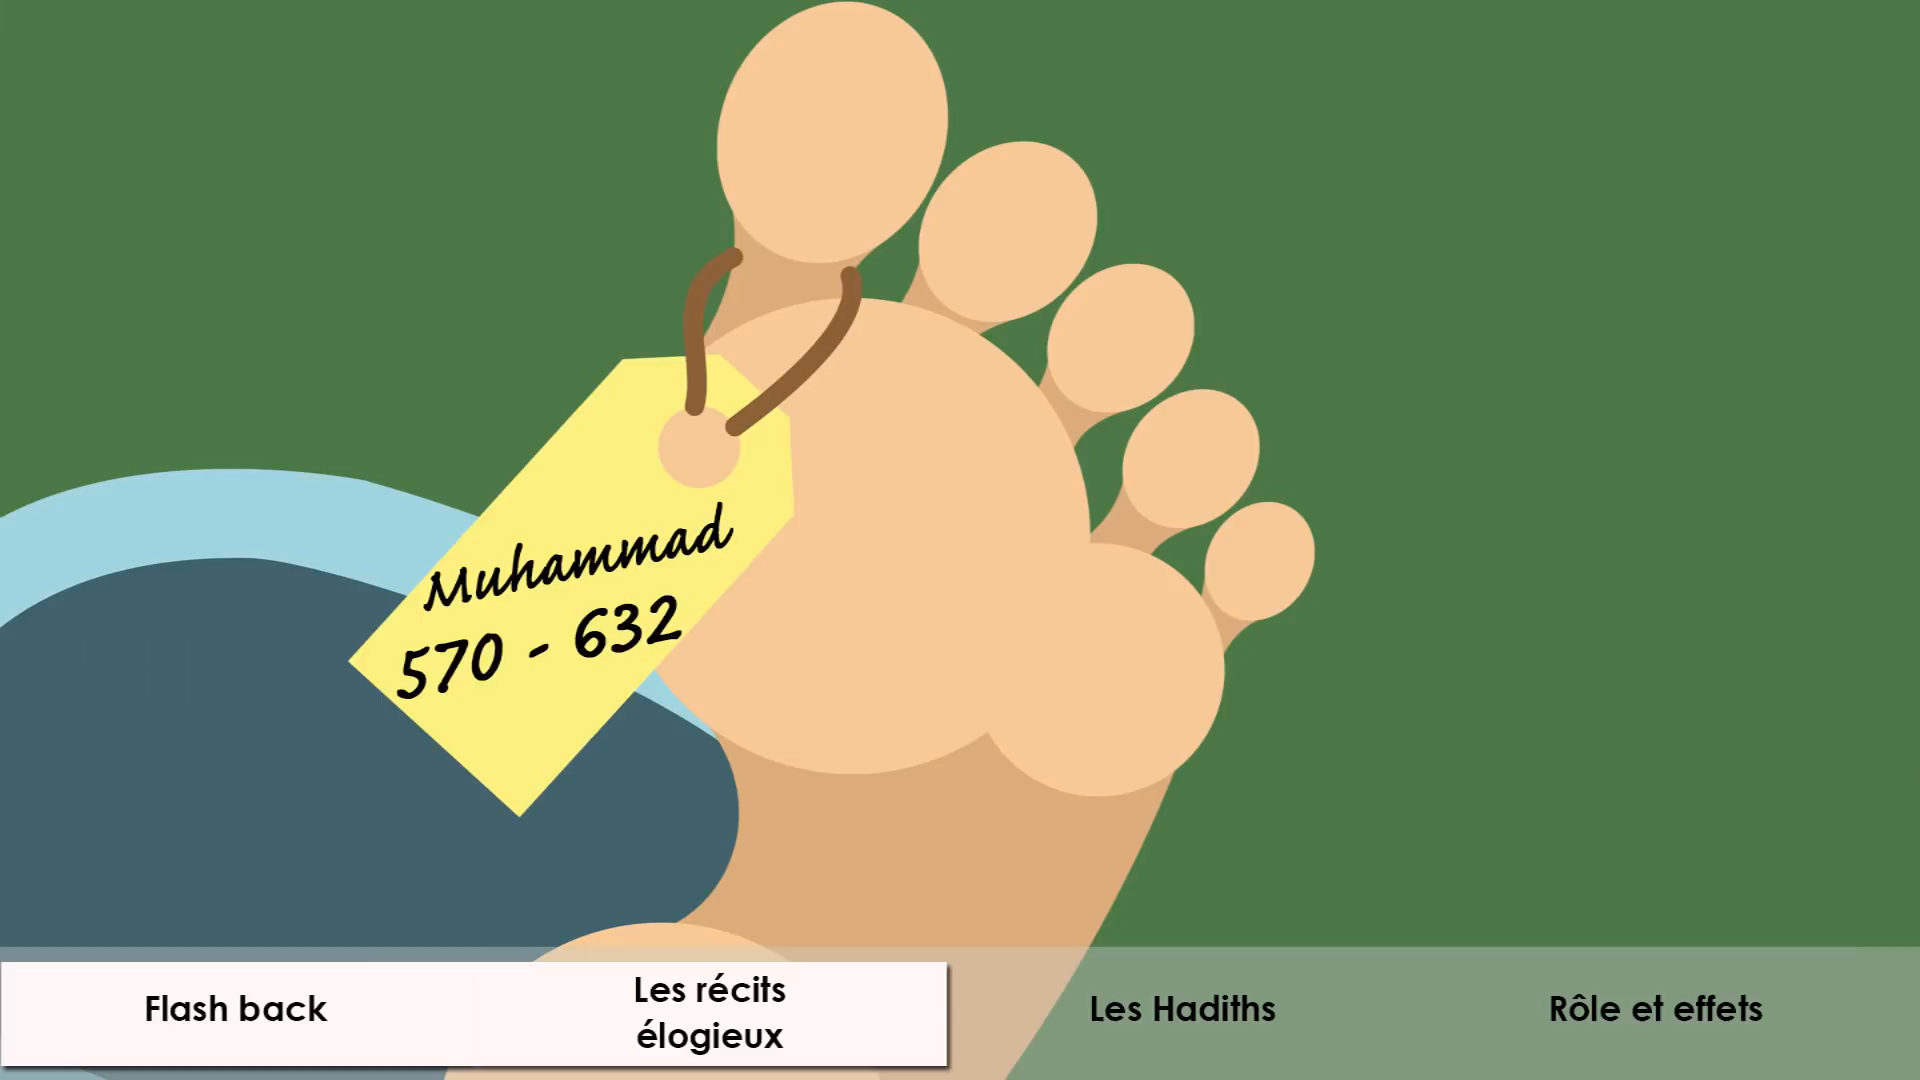 Muhammad
570 - 632
Flash back
Les récits
élogieux
Les Hadiths
Rôle et effets